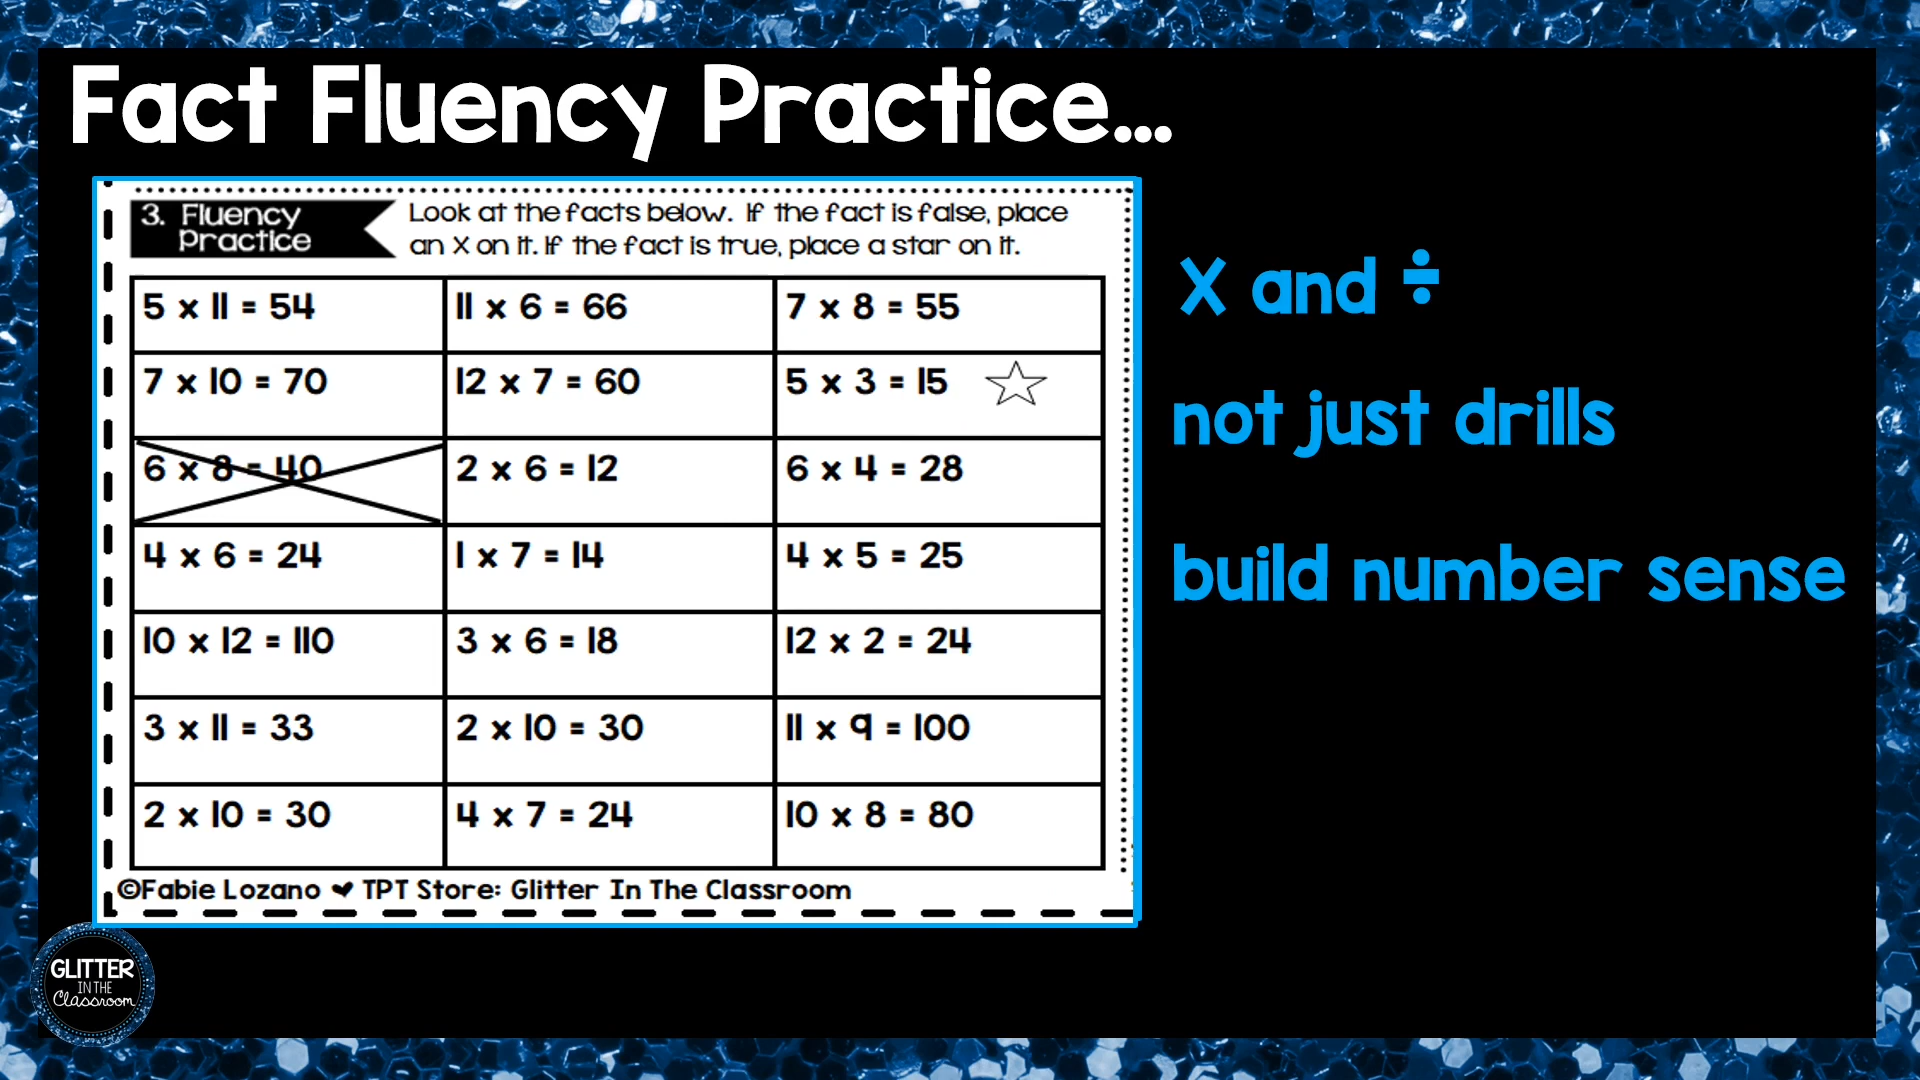 Fact Fluency Practice...
3. Fluency
Practice
Look at the facts below. If the fact is false, place
an X on it. If the fact is true, place a star on it.
5 x 11 = 54
11 x 6 = 66
7 x 8 = 55
7 x 10 = 70
12 x 7 = 60
5 x 3 = 15
6 x 8 = 40
2 x 6 = 12
6 x 4 = 28
4 x 6 = 24
1 x 7 = 14
4 x 5 = 25
10 x 12 = 110
3 x 6 = 18
12 x 2 = 24
3 x 11 = 33
2 x 10 = 30
11 x 9 = 100
2 x 10 = 30
4 x 7 = 24
10 x 8 = 80
©Fabie Lozano ❤ TPT Store: Glitter In The Classroom
X and ÷
not just drills
build number sense
GLITTER
IN THE
Classroom